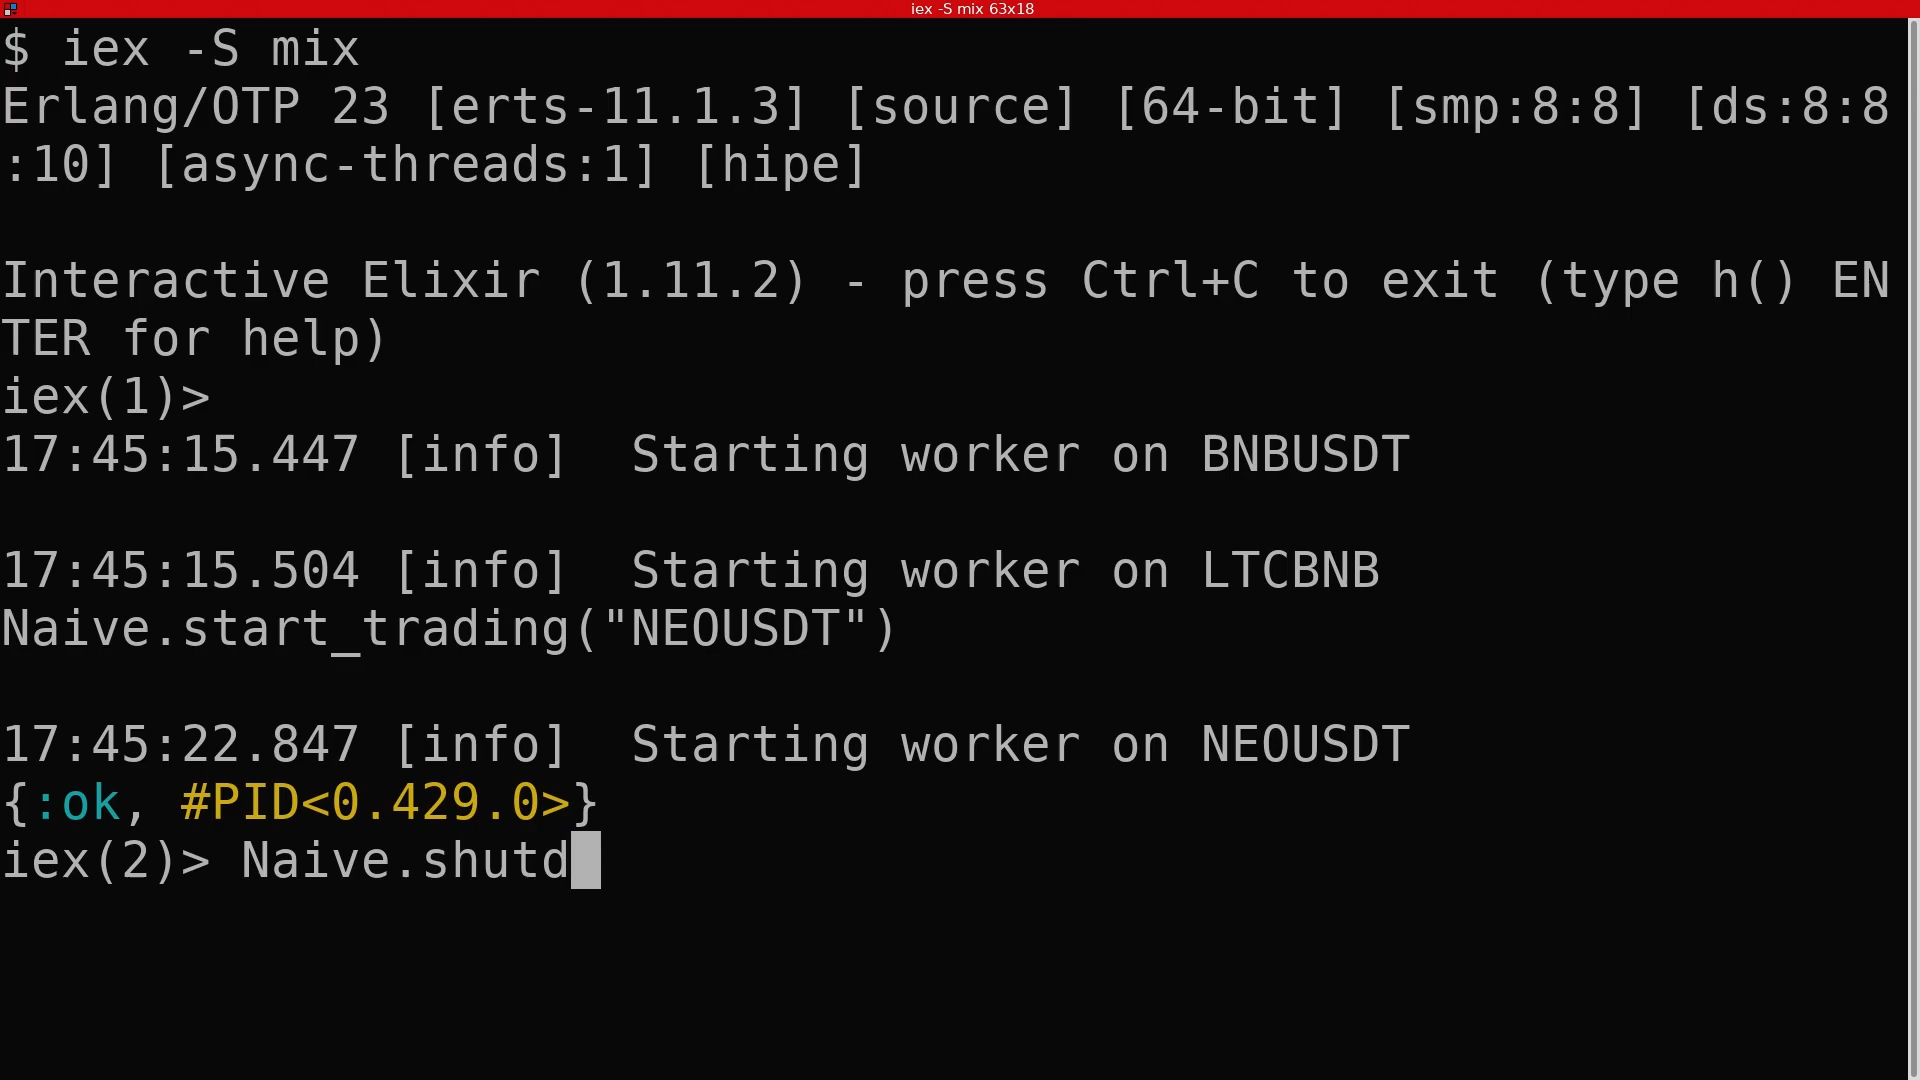 iex -S mix 63x18
$ iex -S mix
Erlang/OTP 23 [erts-11.1.3] [source] [64-bit] [smp:8:8] [ds:8:8
:10] [async-threads:1] [hipe]
Interactive Elixir (1.11.2) - press Ctrl+C to exit (type h() EN
TER for help)
iex(1)>
17:45:15.447 [info]  Starting worker on BNBUSDT
17:45:15.504 [info]  Starting worker on LTCBNB
Naive.start_trading("NEOUSDT")
17:45:22.847 [info]  Starting worker on NEOUSDT
{:ok, #PID<0.429.0>}
iex(2)> Naive.shutd